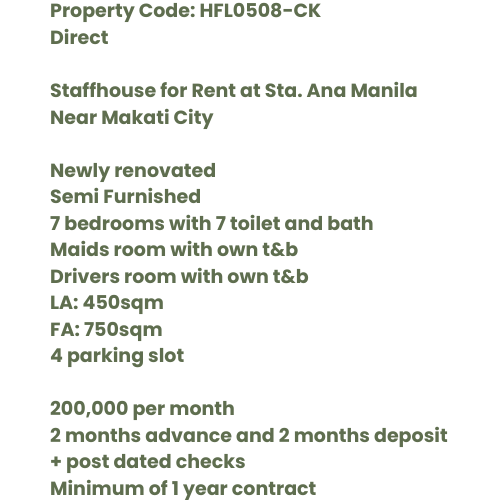 Property Code: HFL0508-CK
Direct
Staffhouse for Rent at Sta. Ana Manila
Near Makati City
Newly renovated
Semi Furnished
7 bedrooms with 7 toilet and bath
Maids room with own t&b
Drivers room with own t&b
LA: 450sqm
FA: 750sqm
4 parking slot
200,000 per month
2 months advance and 2 months deposit
+ post dated checks
Minimum of 1 year contract